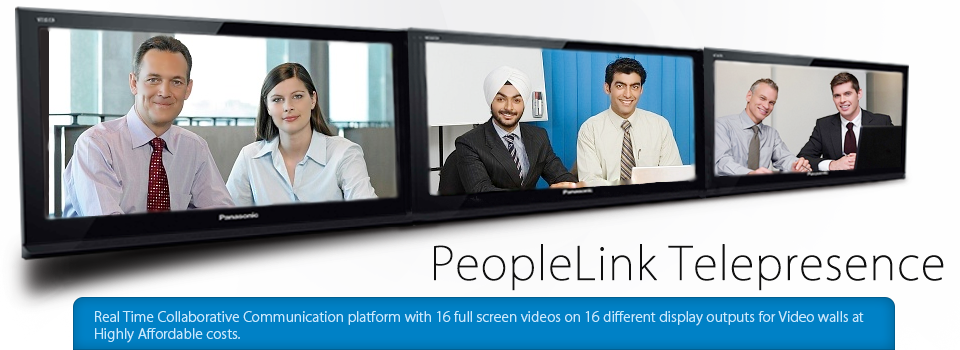 Panasonic
Panasonic
Panasonic
PeopleLink Telepresence
Real Time Collaborative Communication platform with 16 full screen videos on 16 different display outputs for Video walls at
Highly Affordable costs.